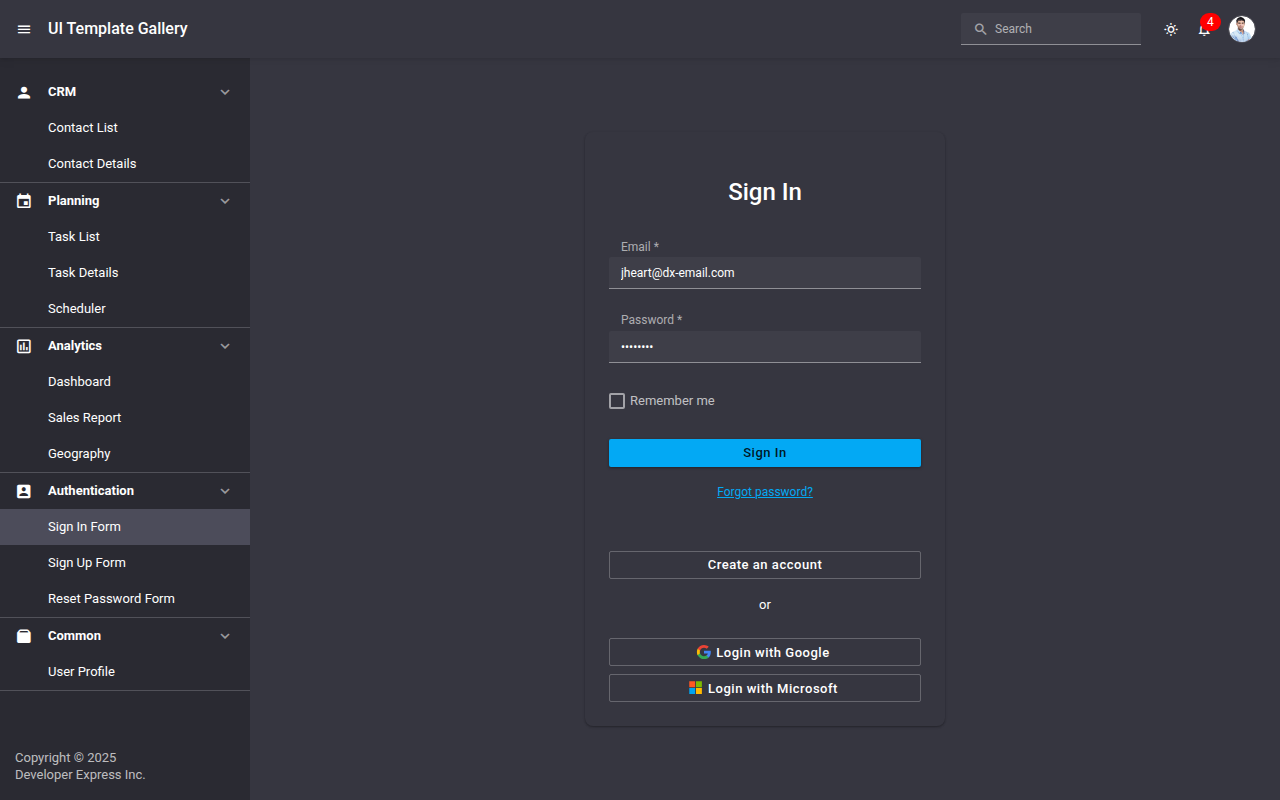 UI Template Gallery
Search
4
CRM
Contact List
Contact Details
Planning
Task List
Task Details
Scheduler
Analytics
Dashboard
Sales Report
Geography
Authentication
Sign In Form
Sign Up Form
Reset Password Form
Common
User Profile
Copyright © 2025
Developer Express Inc.
Sign In
Email *
jheart@dx-email.com
Password *
••••••••
Remember me
Sign In
Forgot password?
Create an account
or
Login with Google
Login with Microsoft